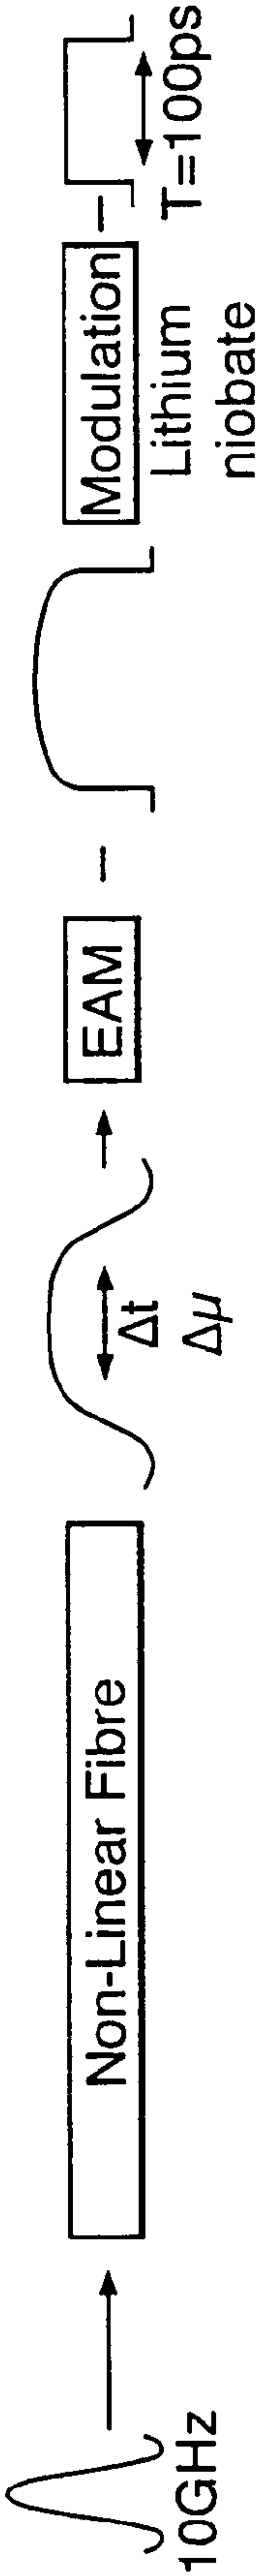 10GHz
Non-Linear Fibre
Δt
Δμ
EAM
Modulation
Lithium
niobate
T=100ps